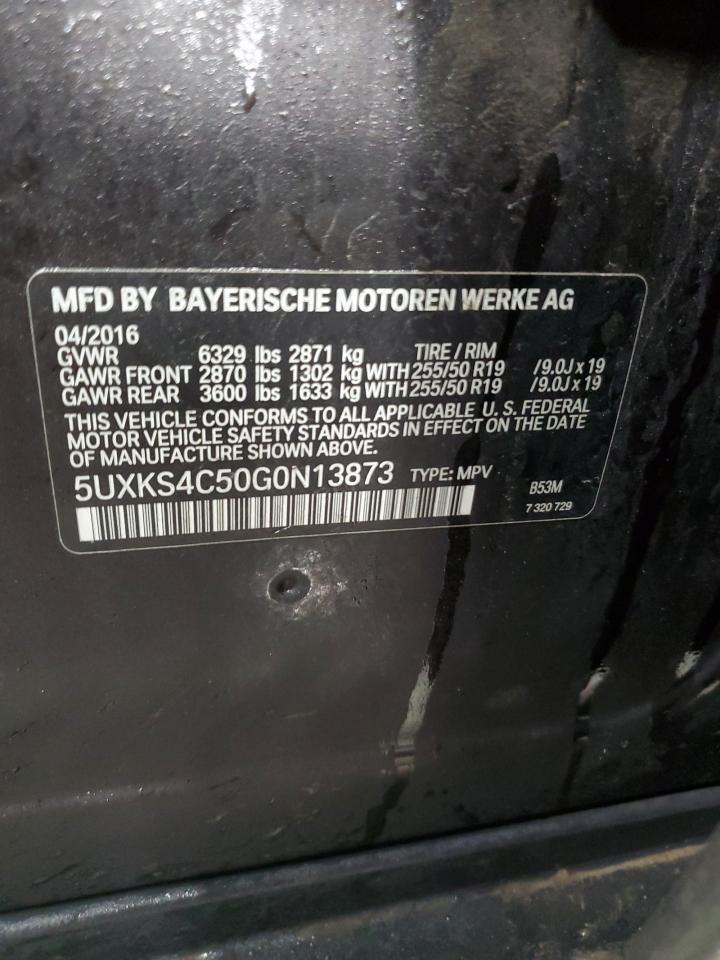 MFD BY BAYERISCHE MOTOREN WERKE AG
04/2016
GVWR 6329 lbs 2871 kg TIRE / RIM
GAWR FRONT 2870 lbs 1302 kg WITH 255/50 R19 / 9.0J x 19
GAWR REAR 3600 lbs 1633 kg WITH 255/50 R19 / 9.0J x 19
THIS VEHICLE CONFORMS TO ALL APPLICABLE U. S. FEDERAL
MOTOR VEHICLE SAFETY STANDARDS IN EFFECT ON THE DATE
OF MANUFACTURE SHOWN ABOVE.
5UXKS4C50G0N13873 TYPE: MPV B53M
7 320 729